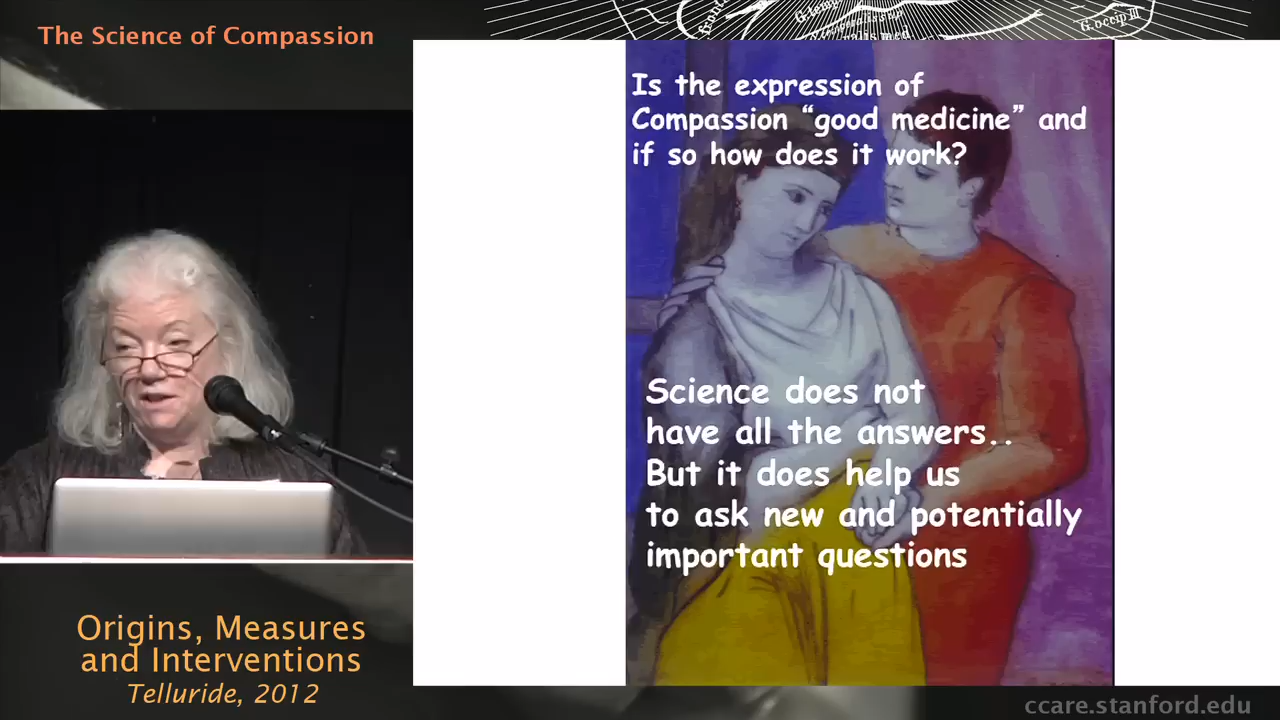 The Science of Compassion
G.occip III
Is the expression of
Compassion “good medicine” and
if so how does it work?
Science does not
have all the answers..
But it does help us
to ask new and potentially
important questions
Origins, Measures
and Interventions
Telluride, 2012
ccare.stanford.edu